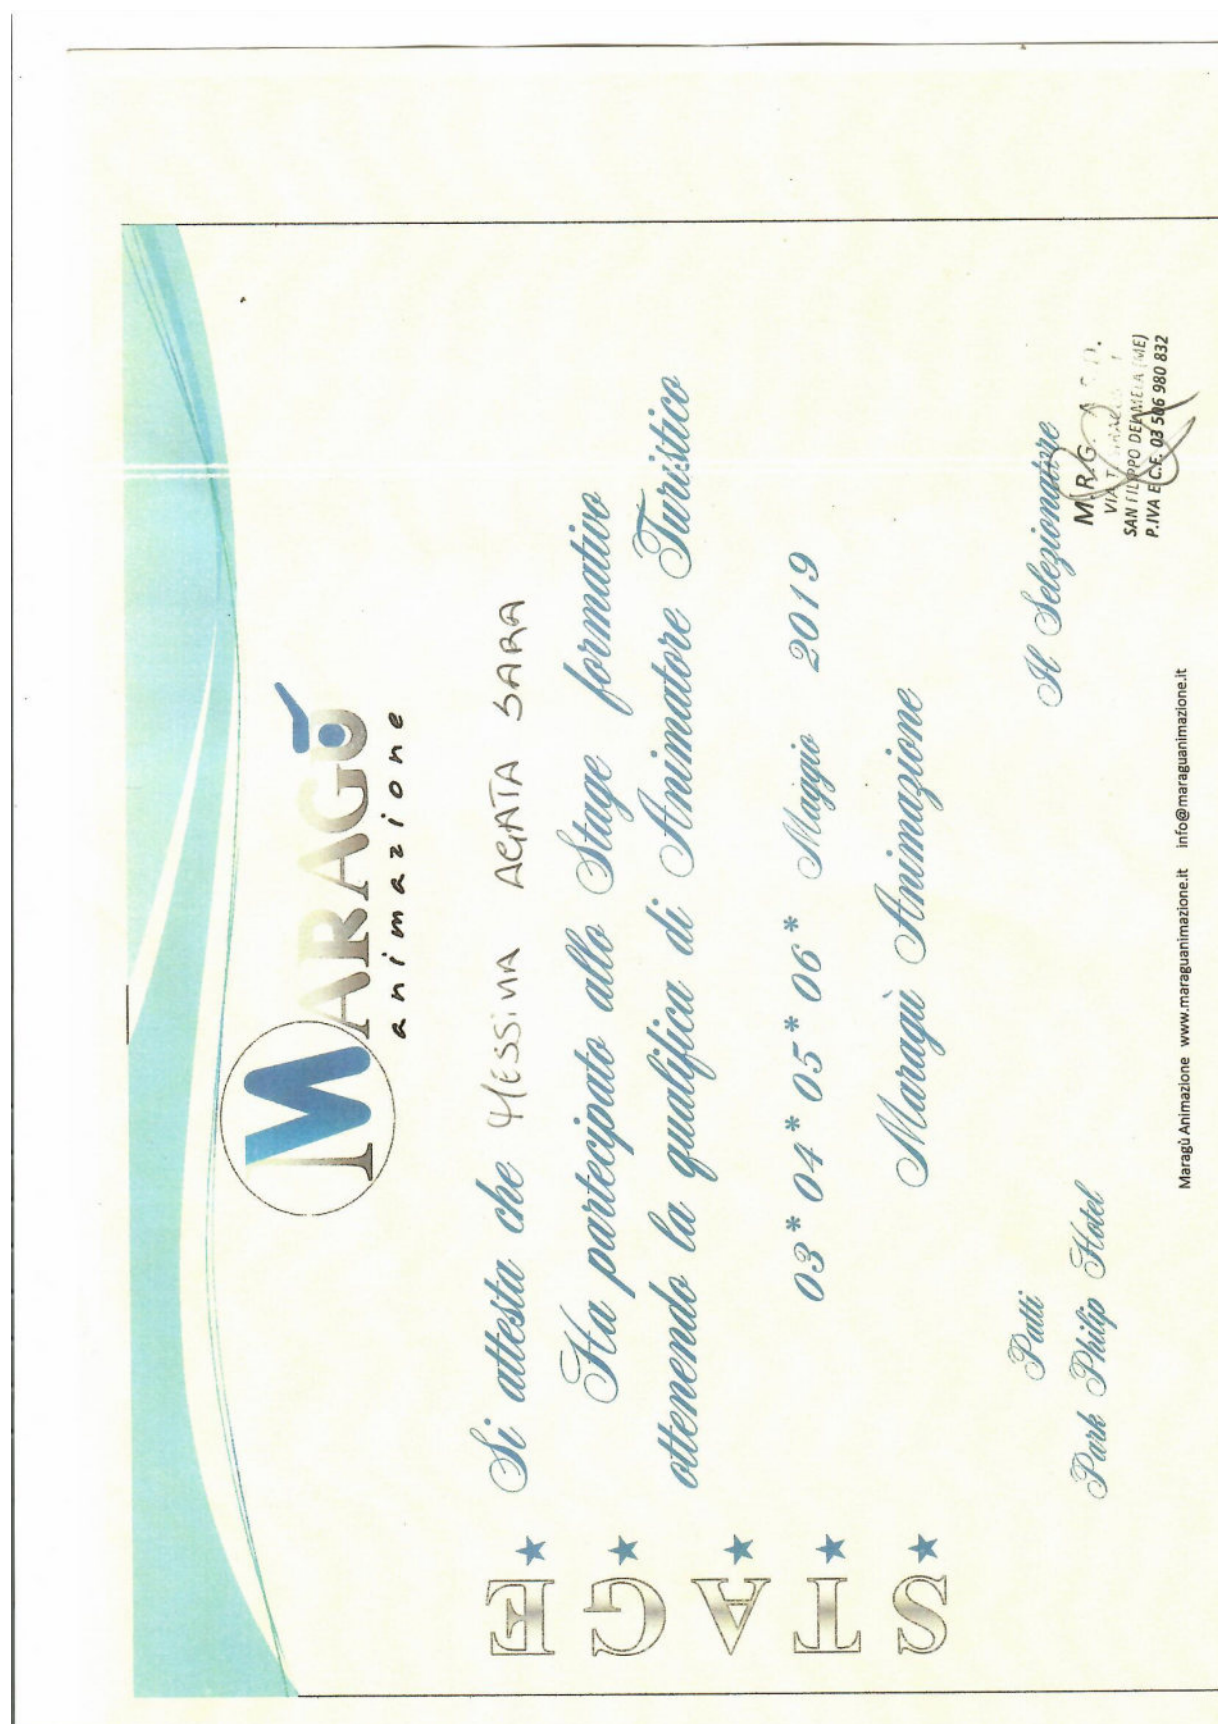 MARAGÙ
animazione
Si attesta che MESSINA AGATA SARA
Ha partecipato allo Stage formativo
ottenendo la qualifica di Animatore Turistico
03* 04* 05* 06* Maggio 2019
Maragù Animazione
Patti
Park Philip Hotel
Il Selezionatore
M.R.G. A.S.D.
VIA T
SAN FILIPPO DEL MELA (ME)
P.IVA E C.F. 03 506 980 832
Maragù Animazione www.maraguanimazione.it info@maraguanimazione.it
STAGE